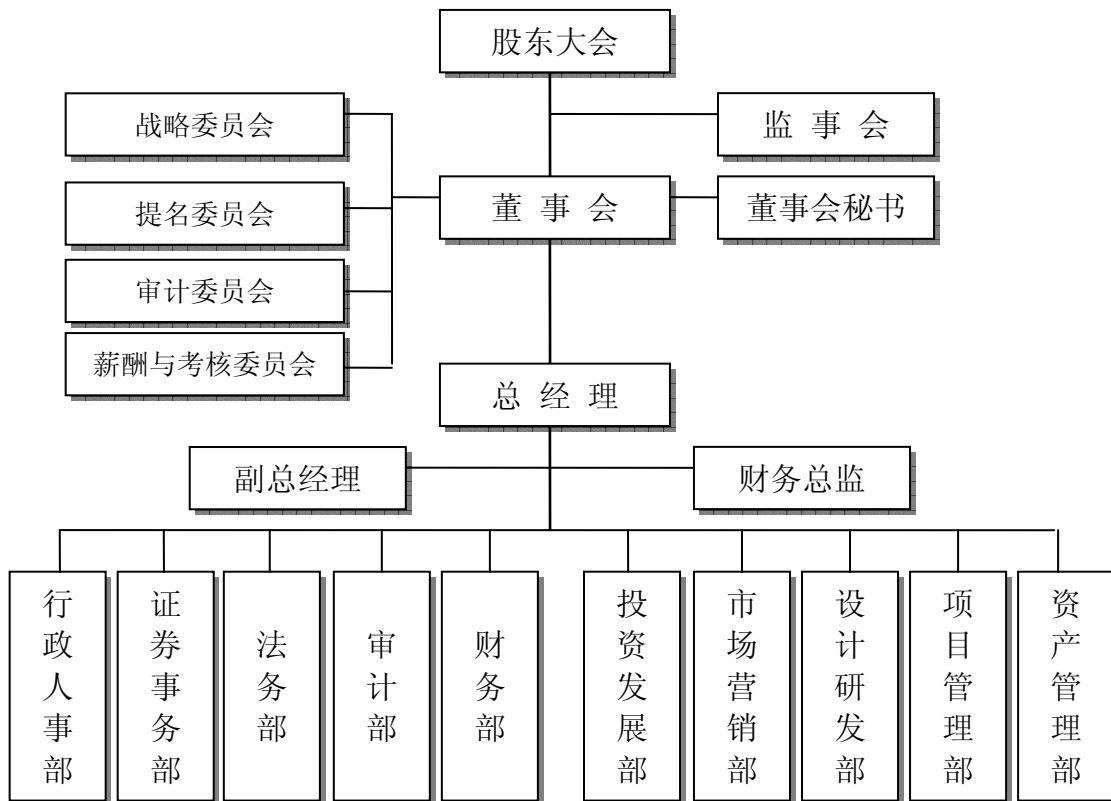 股东大会
战略委员会
监 事 会
提名委员会
董 事 会
董事会秘书
审计委员会
薪酬与考核委员会
总 经 理
副总经理
财务总监
行政人事部
证券事务部
法务部
审计部
财务部
投资发展部
市场营销部
设计研发部
项目管理部
资产管理部